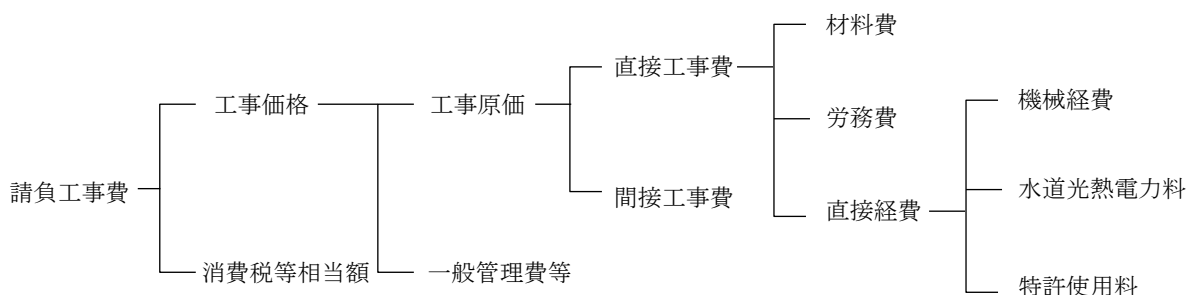 材料費
直接工事費
工事価格
工事原価
機械経費
労務費
請負工事費
間接工事費
水道光熱電力料
直接経費
消費税等相当額
一般管理費等
特許使用料